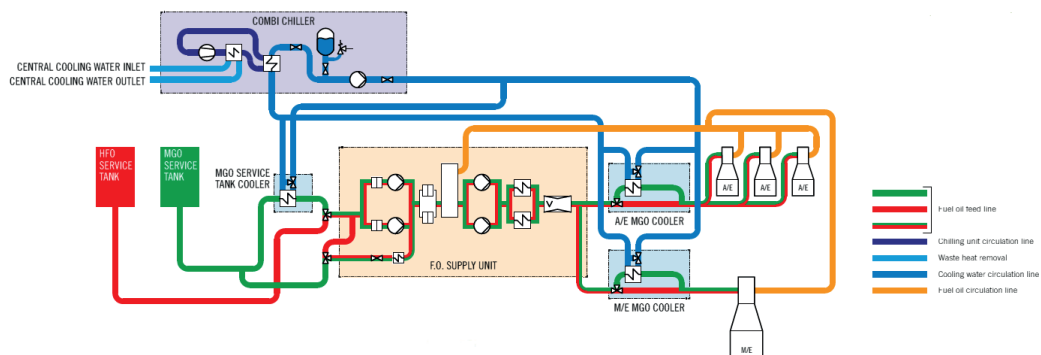 COMBI CHILLER
CENTRAL COOLING WATER INLET
CENTRAL COOLING WATER OUTLET
HFO
SERVICE
TANK
MGO
SERVICE
TANK
MGO SERVICE
TANK COOLER
F.O. SUPPLY UNIT
V
A/E MGO COOLER
M/E MGO COOLER
A/E
A/E
A/E
M/E
Fuel oil feed line
Chilling unit circulation line
Waste heat removal
Cooling water circulation line
Fuel oil circulation line